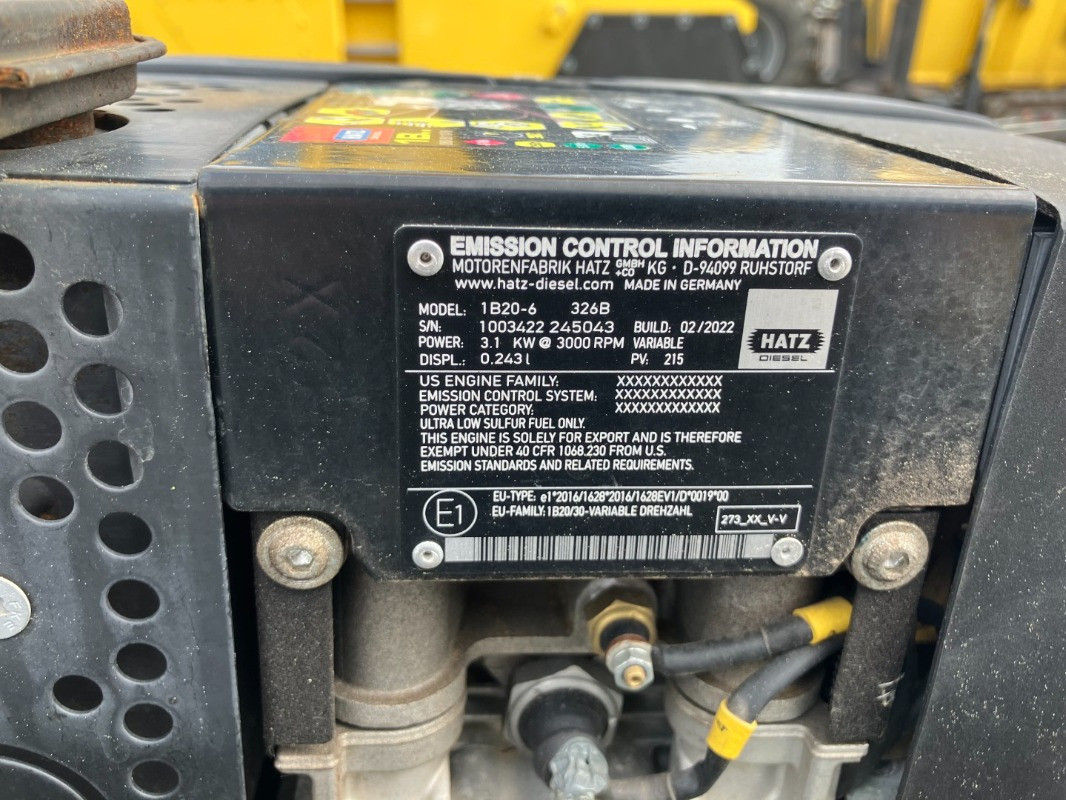 EMISSION CONTROL INFORMATION
MOTORENFABRIK HATZ GMBH +CO KG · D-94099 RUHSTORF
www.hatz-diesel.com MADE IN GERMANY
MODEL: 1B20-6 326B
S/N: 1003422 245043 BUILD: 02/2022
POWER: 3.1 KW @ 3000 RPM VARIABLE
DISPL.: 0.243 l PV: 215
HATZ
DIESEL
US ENGINE FAMILY: XXXXXXXXXXXX
EMISSION CONTROL SYSTEM: XXXXXXXXXXXX
POWER CATEGORY: XXXXXXXXXXXX
ULTRA LOW SULFUR FUEL ONLY.
THIS ENGINE IS SOLELY FOR EXPORT AND IS THEREFORE
EXEMPT UNDER 40 CFR 1068.230 FROM U.S.
EMISSION STANDARDS AND RELATED REQUIREMENTS.
E1
EU-TYPE: e1*2016/1628*2016/1628EV1/D*0019*00
EU-FAMILY: 1B20/30-VARIABLE DREHZAHL
273_XX_V-V